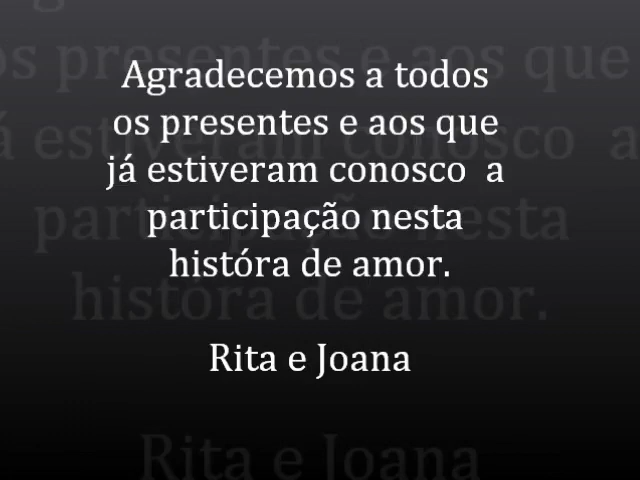 Agradecemos a todos
os presentes e aos que
já estiveram conosco a
participação nesta
históra de amor.
Rita e Joana